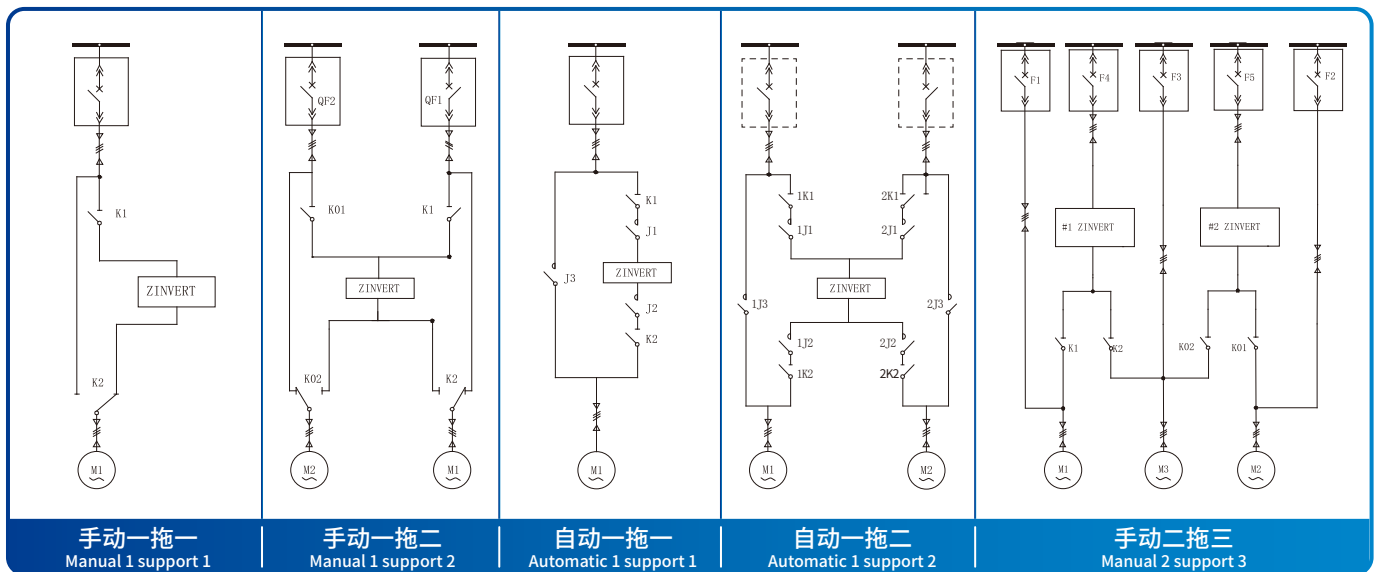 K1
ZINVERT
K2
M1
手动一拖一
Manual 1 support 1
QF2
QF1
K01
K1
ZINVERT
K02
K2
M2
M1
手动一拖二
Manual 1 support 2
K1
J1
J3
ZINVERT
J2
K2
M1
自动一拖一
Automatic 1 support 1
1K1
2K1
1J1
2J1
ZINVERT
1J3
2J3
1J2
2J2
1K2
2K2
M1
M2
自动一拖二
Automatic 1 support 2
F1
F4
F3
F5
F2
#1 ZINVERT
#2 ZINVERT
K1
K2
K02
K01
M1
M3
M2
手动二拖三
Manual 2 support 3